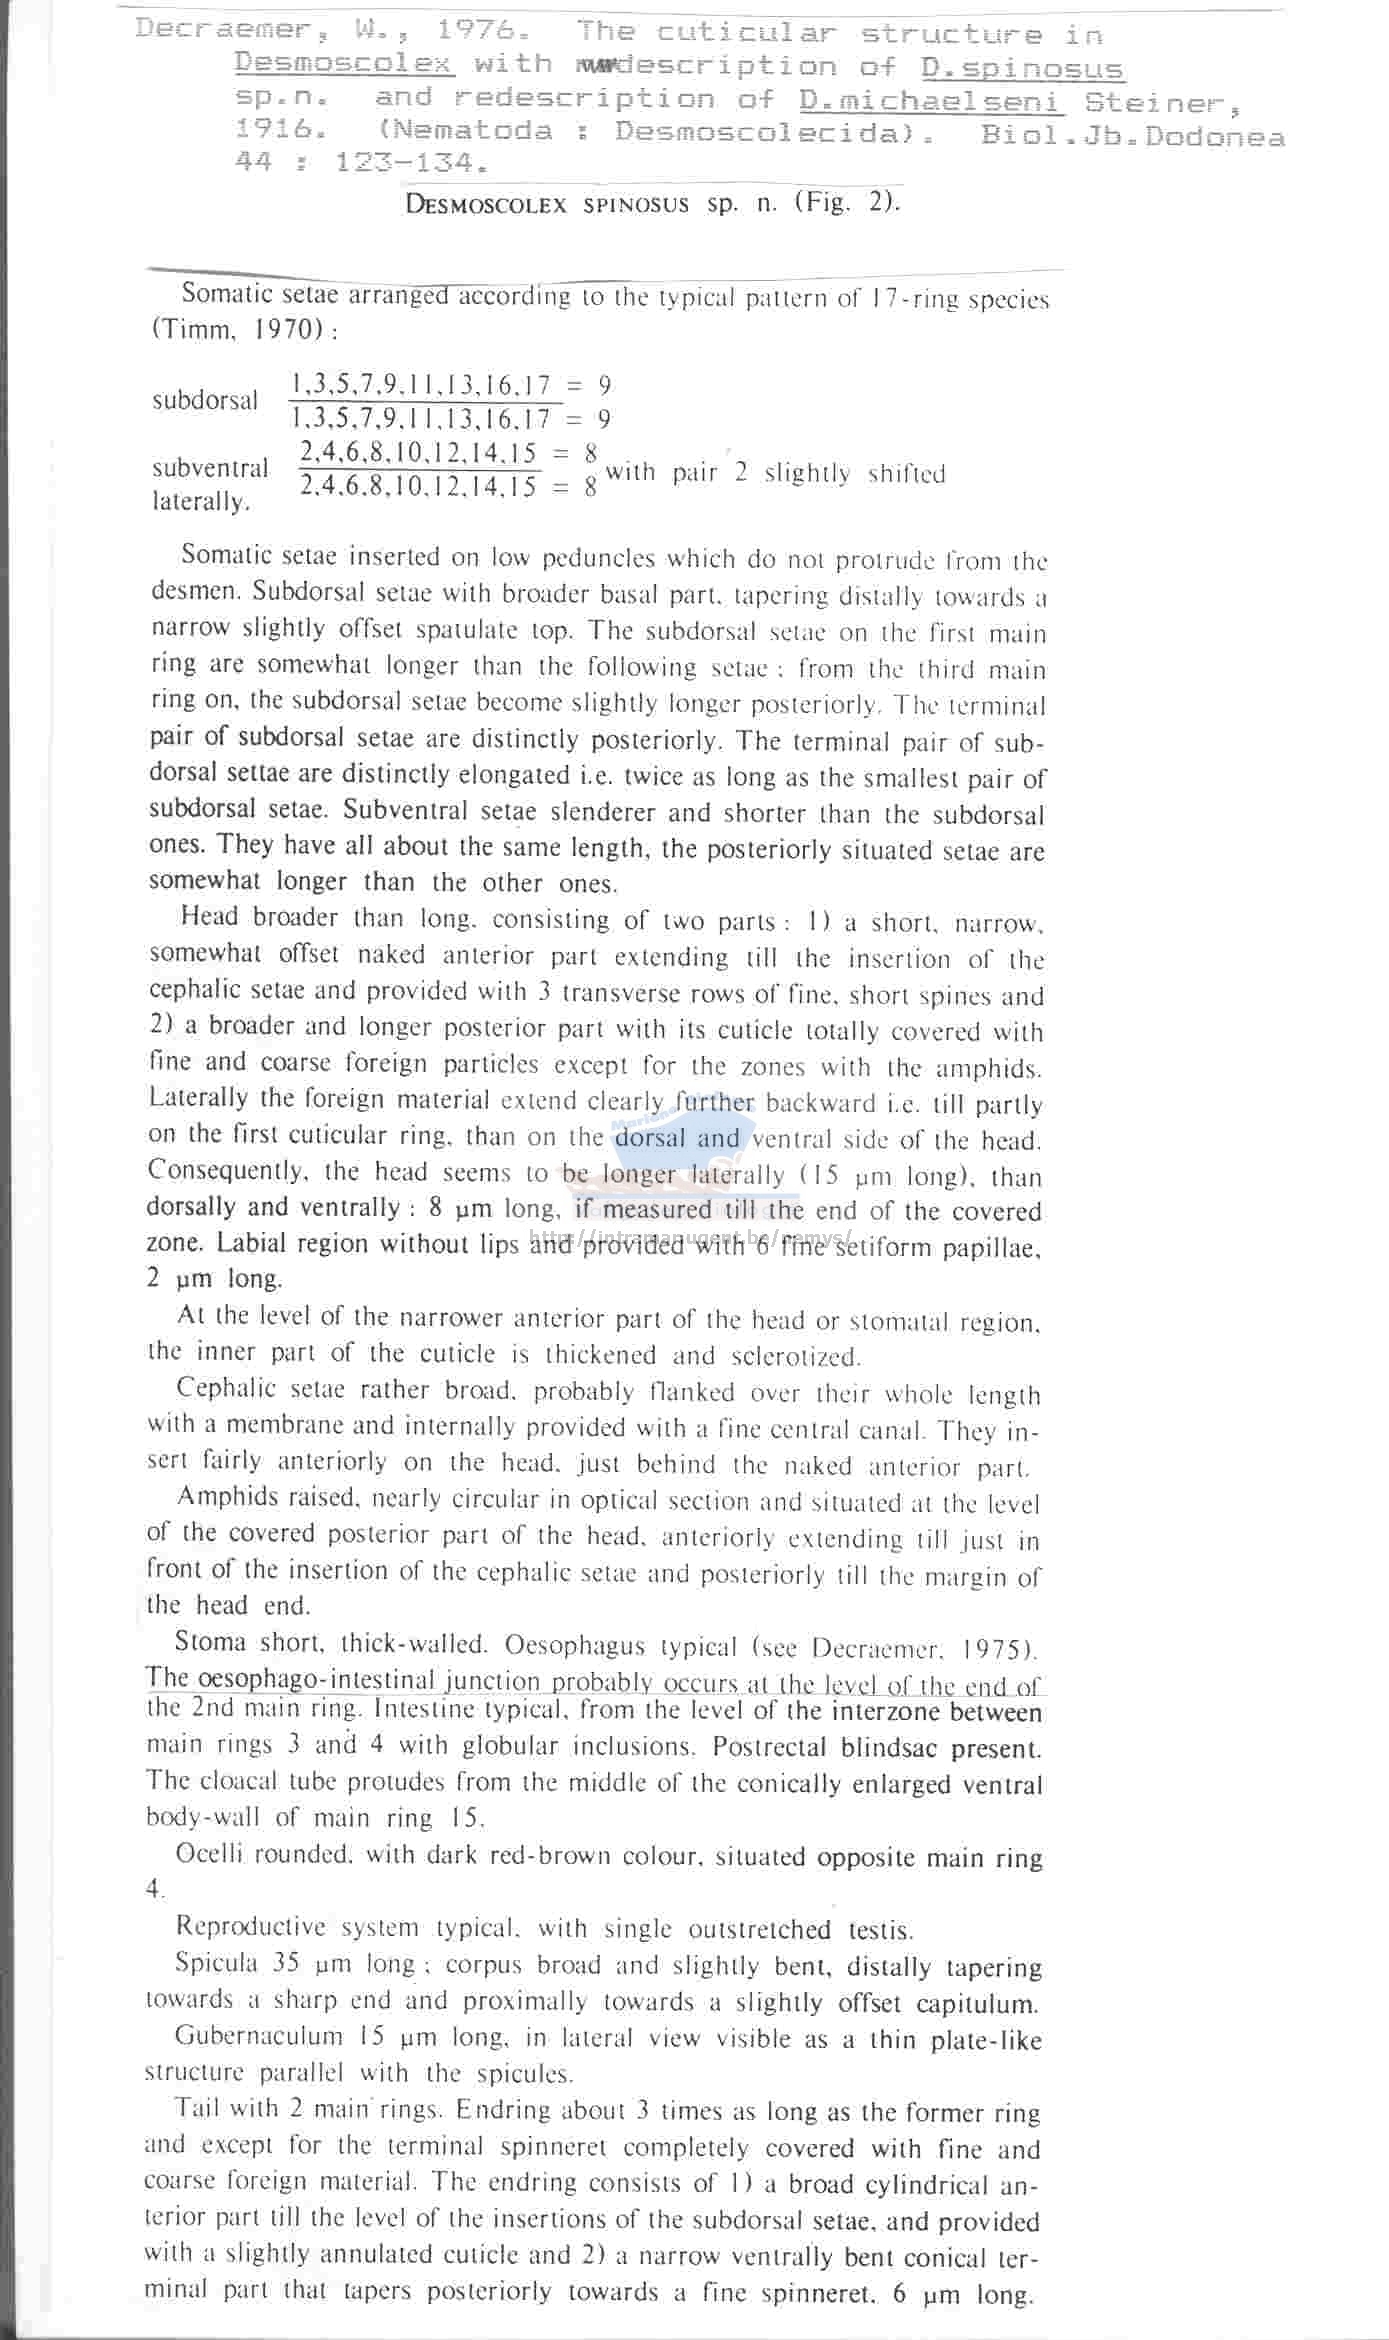 Decraemer, W., 1976. The cuticular structure in
Desmoscolex with description of D.spinosus
sp.n. and redescription of D.michaelseni Steiner,
1916. (Nematoda : Desmoscolecida). Biol.Jb.Dodonea
44 : 123-134.
DESMOSCOLEX SPINOSUS sp. n. (Fig. 2).
Somatic setae arranged according to the typical pattern of 17-ring species
(Timm, 1970) :
subdorsal 1,3,5,7,9,11,13,16,17 = 9
1,3,5,7,9,11,13,16,17 = 9
subventral 2,4,6,8,10,12,14,15 = 8
2,4,6,8,10,12,14,15 = 8 with pair 2 slightly shifted
laterally.
Somatic setae inserted on low peduncles which do not protrude from the
desmen. Subdorsal setae with broader basal part, tapering distally towards a
narrow slightly offset spatulate top. The subdorsal setae on the first main
ring are somewhat longer than the following setae ; from the third main
ring on, the subdorsal setae become slightly longer posteriorly. The terminal
pair of subdorsal setae are distinctly posteriorly. The terminal pair of sub-
dorsal settae are distinctly elongated i.e. twice as long as the smallest pair of
subdorsal setae. Subventral setae slenderer and shorter than the subdorsal
ones. They have all about the same length, the posteriorly situated setae are
somewhat longer than the other ones.
Head broader than long, consisting of two parts : 1) a short, narrow,
somewhat offset naked anterior part extending till the insertion of the
cephalic setae and provided with 3 transverse rows of fine, short spines and
2) a broader and longer posterior part with its cuticle totally covered with
fine and coarse foreign particles except for the zones with the amphids.
Laterally the foreign material extend clearly further backward i.e. till partly
on the first cuticular ring, than on the dorsal and ventral side of the head.
Consequently, the head seems to be longer laterally (15 µm long), than
dorsally and ventrally : 8 µm long, if measured till the end of the covered
zone. Labial region without lips and provided with 6 fine setiform papillae,
http://intramar.ugent.be/nemys/
2 µm long.
At the level of the narrower anterior part of the head or stomatal region,
the inner part of the cuticle is thickened and sclerotized.
Cephalic setae rather broad, probably flanked over their whole length
with a membrane and internally provided with a fine central canal. They in-
sert fairly anteriorly on the head, just behind the naked anterior part.
Amphids raised, nearly circular in optical section and situated at the level
of the covered posterior part of the head, anteriorly extending till just in
front of the insertion of the cephalic setae and posteriorly till the margin of
the head end.
Stoma short, thick-walled. Oesophagus typical (see Decraemer, 1975).
The oesophago-intestinal junction probably occurs at the level of the end of
the 2nd main ring. Intestine typical, from the level of the interzone between
main rings 3 and 4 with globular inclusions. Postrectal blindsac present.
The cloacal tube protudes from the middle of the conically enlarged ventral
body-wall of main ring 15.
Ocelli rounded, with dark red-brown colour, situated opposite main ring
4.
Reproductive system typical, with single outstretched testis.
Spicula 35 µm long ; corpus broad and slightly bent, distally tapering
towards a sharp end and proximally towards a slightly offset capitulum.
Gubernaculum 15 µm long, in lateral view visible as a thin plate-like
structure parallel with the spicules.
Tail with 2 main rings. Endring about 3 times as long as the former ring
and except for the terminal spinneret completely covered with fine and
coarse foreign material. The endring consists of 1) a broad cylindrical an-
terior part till the level of the insertions of the subdorsal setae, and provided
with a slightly annulated cuticle and 2) a narrow ventrally bent conical ter-
minal part that tapers posteriorly towards a fine spinneret, 6 µm long.